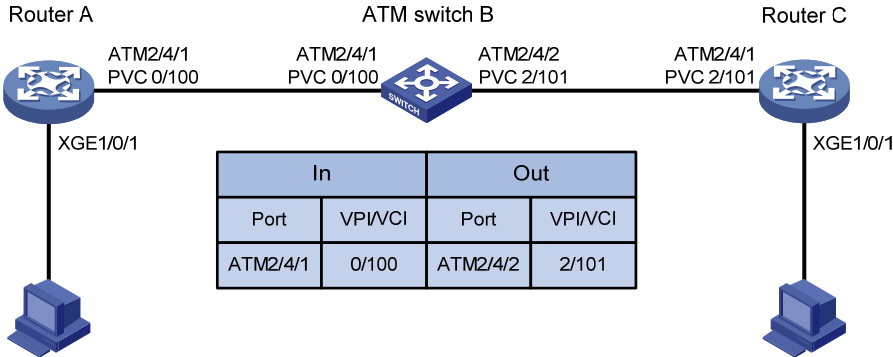 Router A
ATM switch B
Router C
ATM2/4/1
PVC 0/100
ATM2/4/1
PVC 0/100
ATM2/4/2
PVC 2/101
ATM2/4/1
PVC 2/101
SWITCH
XGE1/0/1
XGE1/0/1
In Out
Port VPI/VCI Port VPI/VCI
ATM2/4/1 0/100 ATM2/4/2 2/101